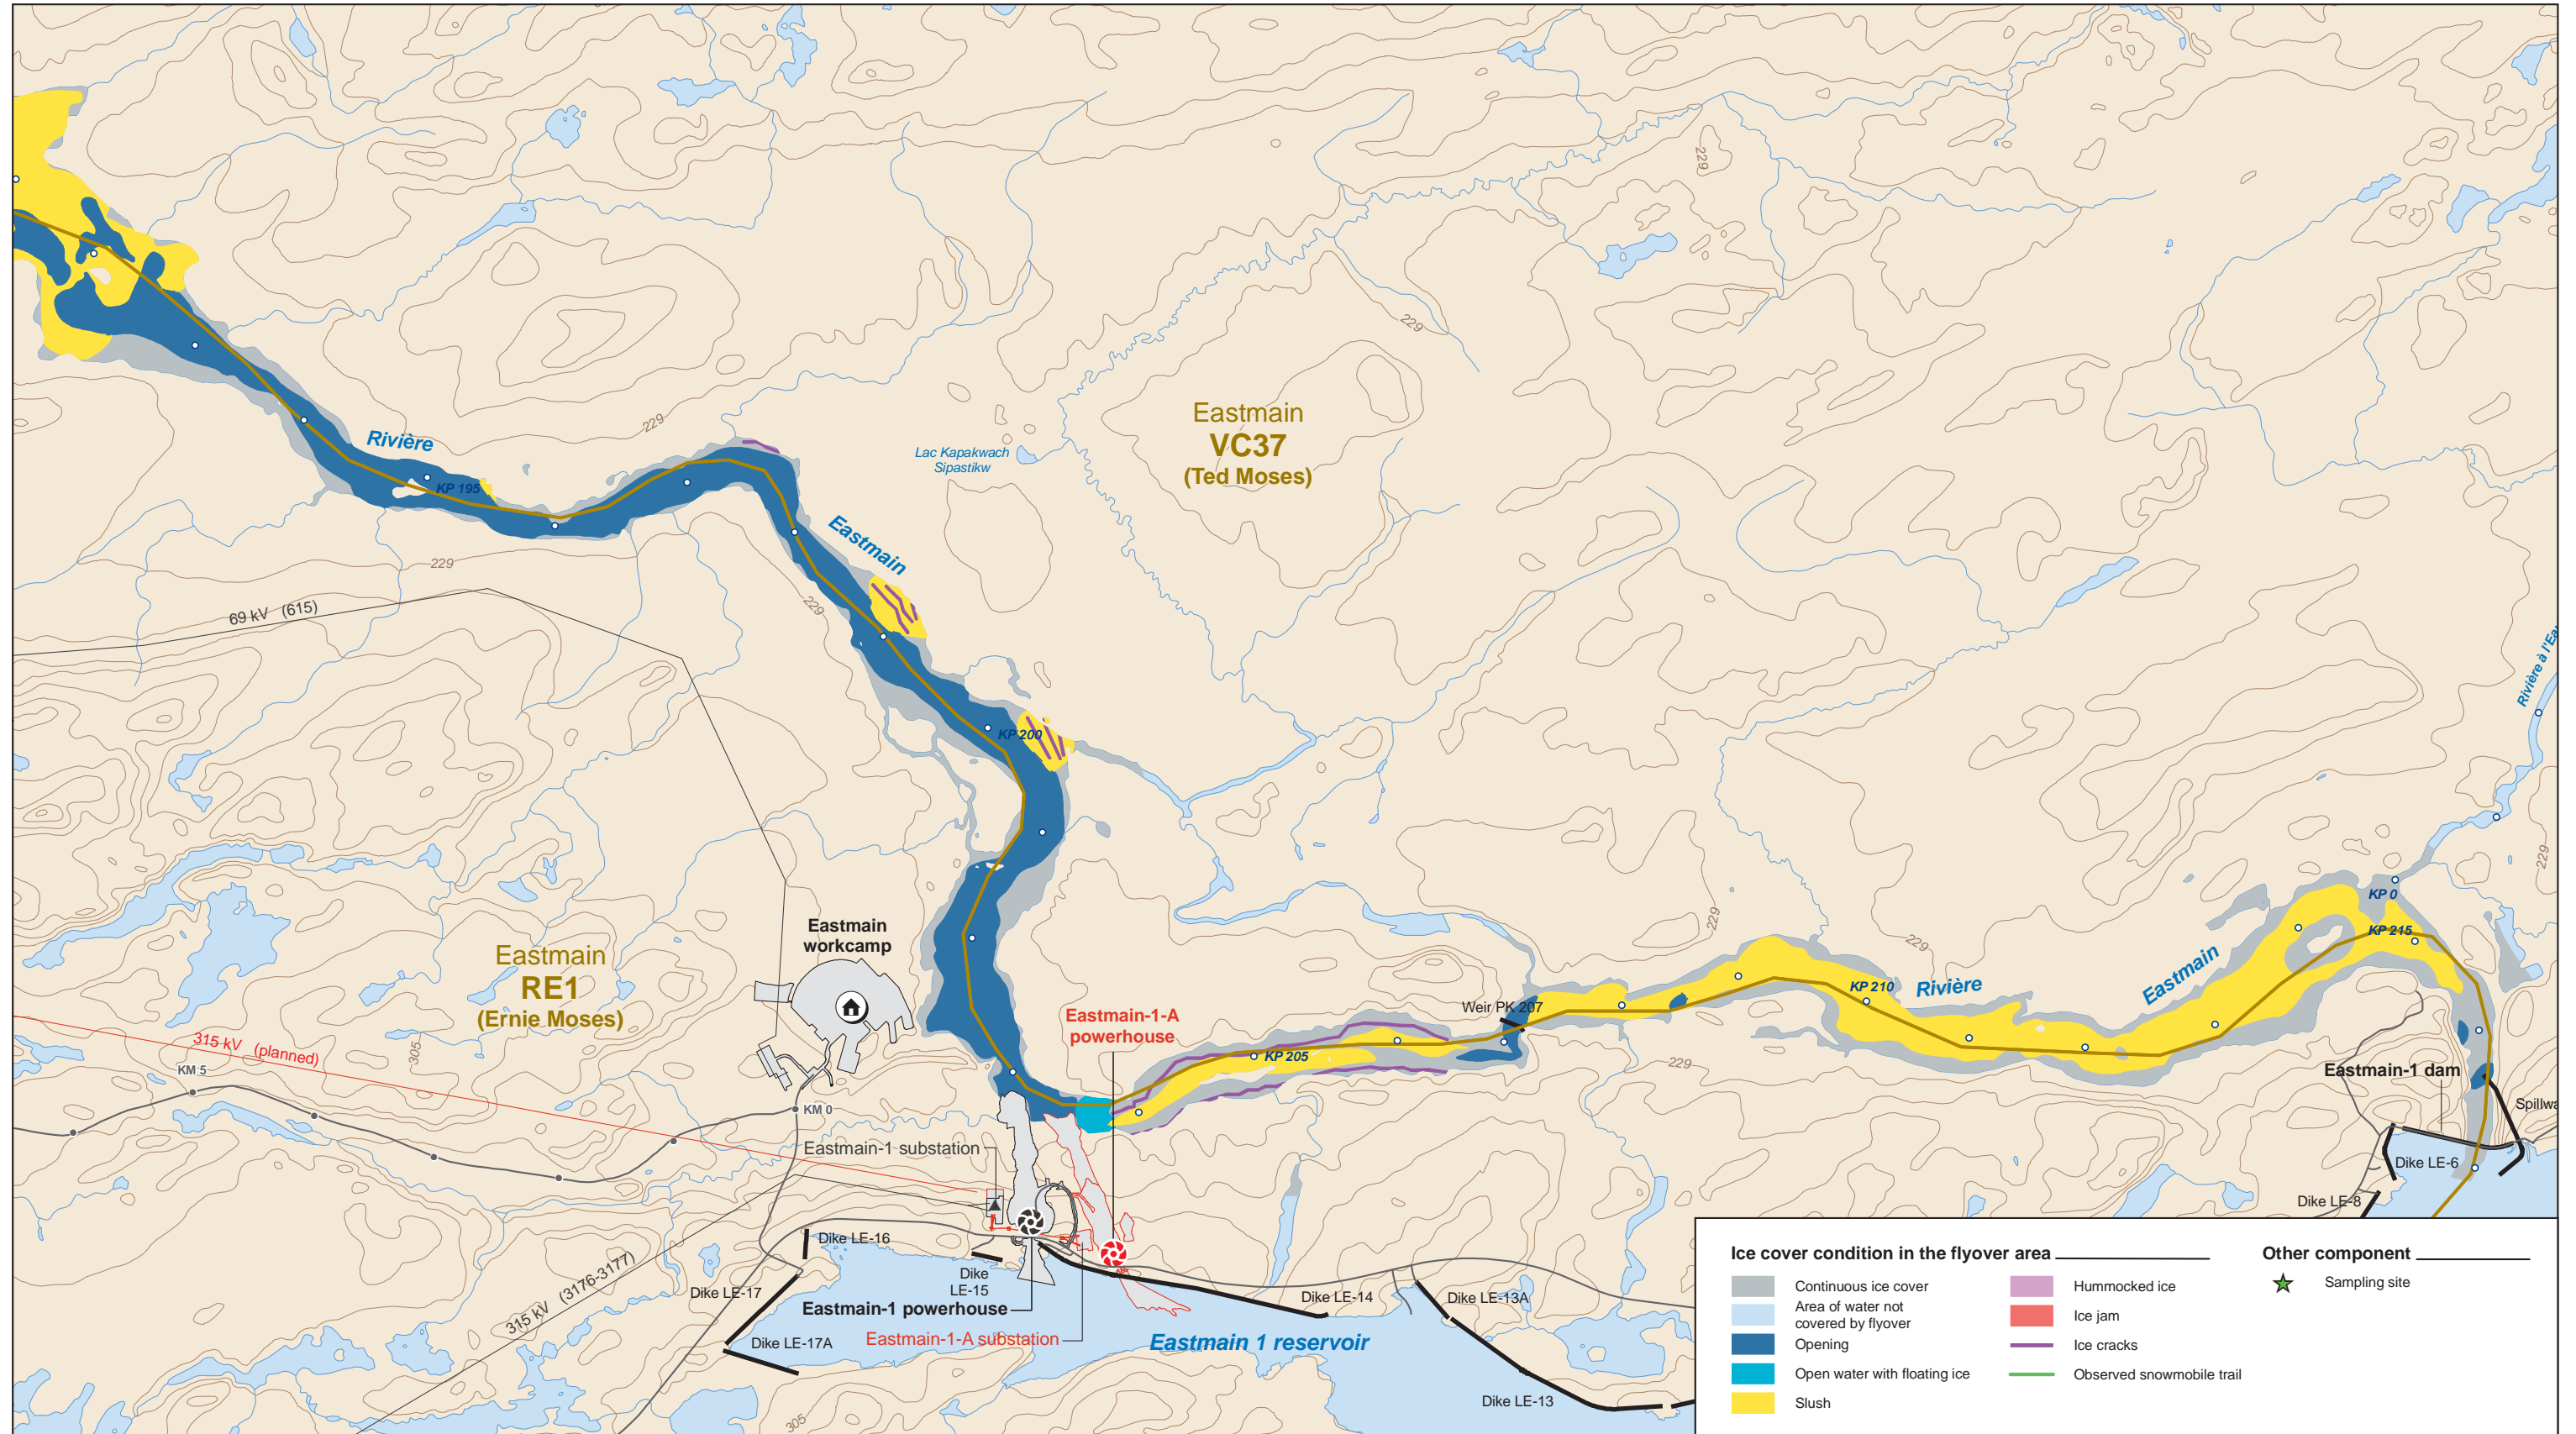 229
229
Rivière
229
KP 195
Lac Kapakwach
Sipastikw
Eastmain
VC37
(Ted Moses)
Eastmain
229
69 kV (615)
229
KP 200
229
KP 0
KP 215
229
229
Eastmain
Rivière
KP 210
Weir PK 207
Eastmain
workcamp
Eastmain
RE1
(Ernie Moses)
Eastmain-1-A
powerhouse
KP 205
229
315 kV (planned)
305
KM 5
KM 0
Eastmain-1 dam
Eastmain-1 substation
Dike LE-6
Dike LE-8
Dike LE-16
Dike
LE-15
Dike LE-17
Eastmain-1 powerhouse
Dike LE-14
Dike LE-13A
315 kV (3176-3177)
Dike LE-17A
Eastmain-1-A substation
Eastmain 1 reservoir
Dike LE-13
305
Ice cover condition in the flyover area
Continuous ice cover
Area of water not
covered by flyover
Opening
Open water with floating ice
Slush
Hummocked ice
Ice jam
Ice cracks
Observed snowmobile trail
Other component
Sampling site